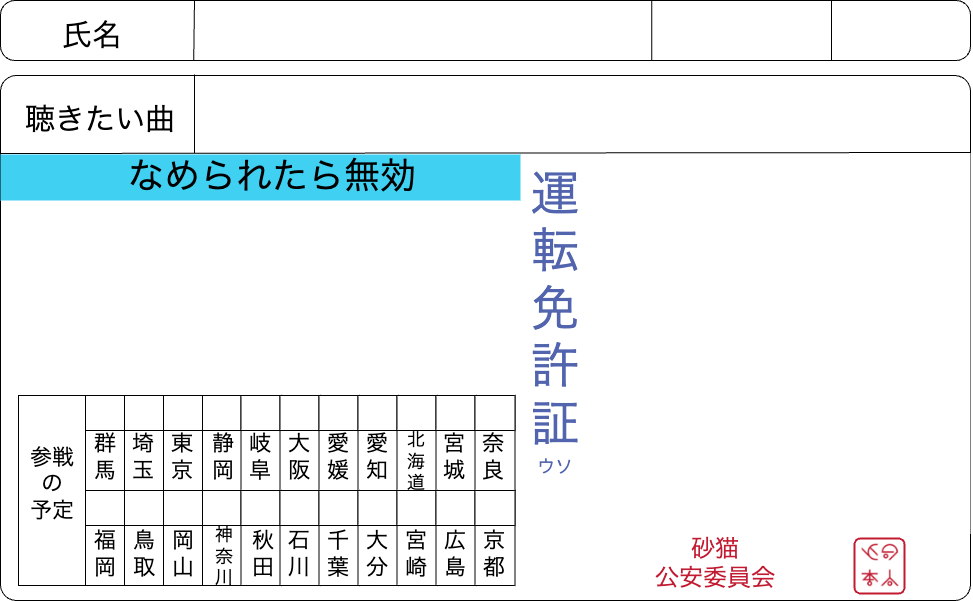 氏名
聴きたい曲
なめられたら無効
運転免許証
ウソ
参戦
の
予定
群馬 埼玉 東京 静岡 岐阜 大阪 愛媛 愛知 北海道 宮城 奈良
福岡 鳥取 岡山 神奈川 秋田 石川 千葉 大分 宮崎 広島 京都
砂猫
公安委員会